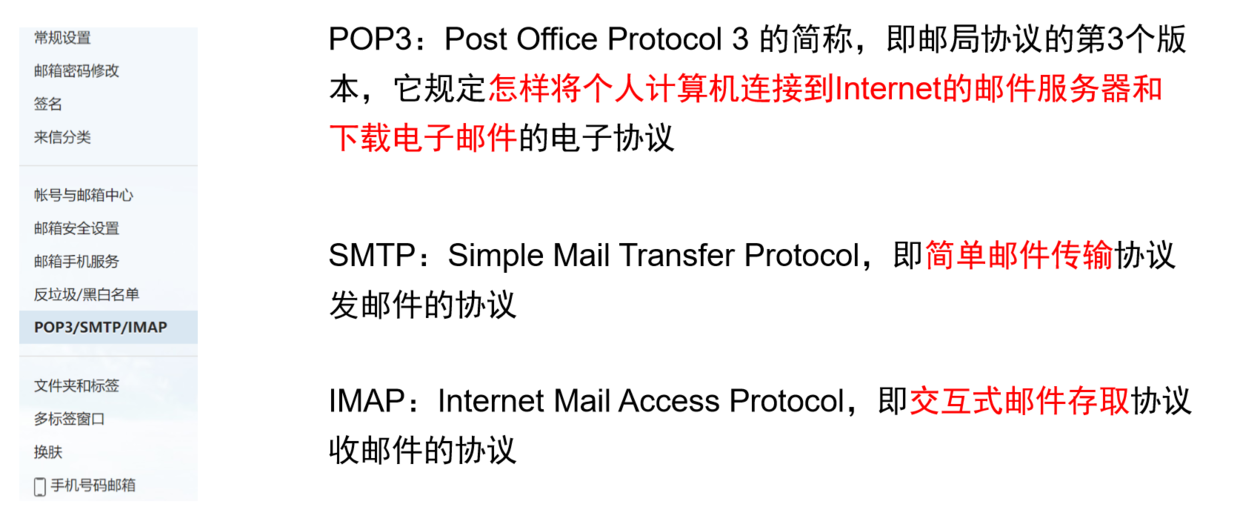 常规设置
邮箱密码修改
签名
来信分类
帐号与邮箱中心
邮箱安全设置
邮箱手机服务
反垃圾/黑白名单
POP3/SMTP/IMAP
文件夹和标签
多标签窗口
换肤
手机号码邮箱
POP3：Post Office Protocol 3 的简称，即邮局协议的第3个版
本，它规定怎样将个人计算机连接到Internet的邮件服务器和
下载电子邮件的电子协议
SMTP：Simple Mail Transfer Protocol，即简单邮件传输协议
发邮件的协议
IMAP：Internet Mail Access Protocol，即交互式邮件存取协议
收邮件的协议